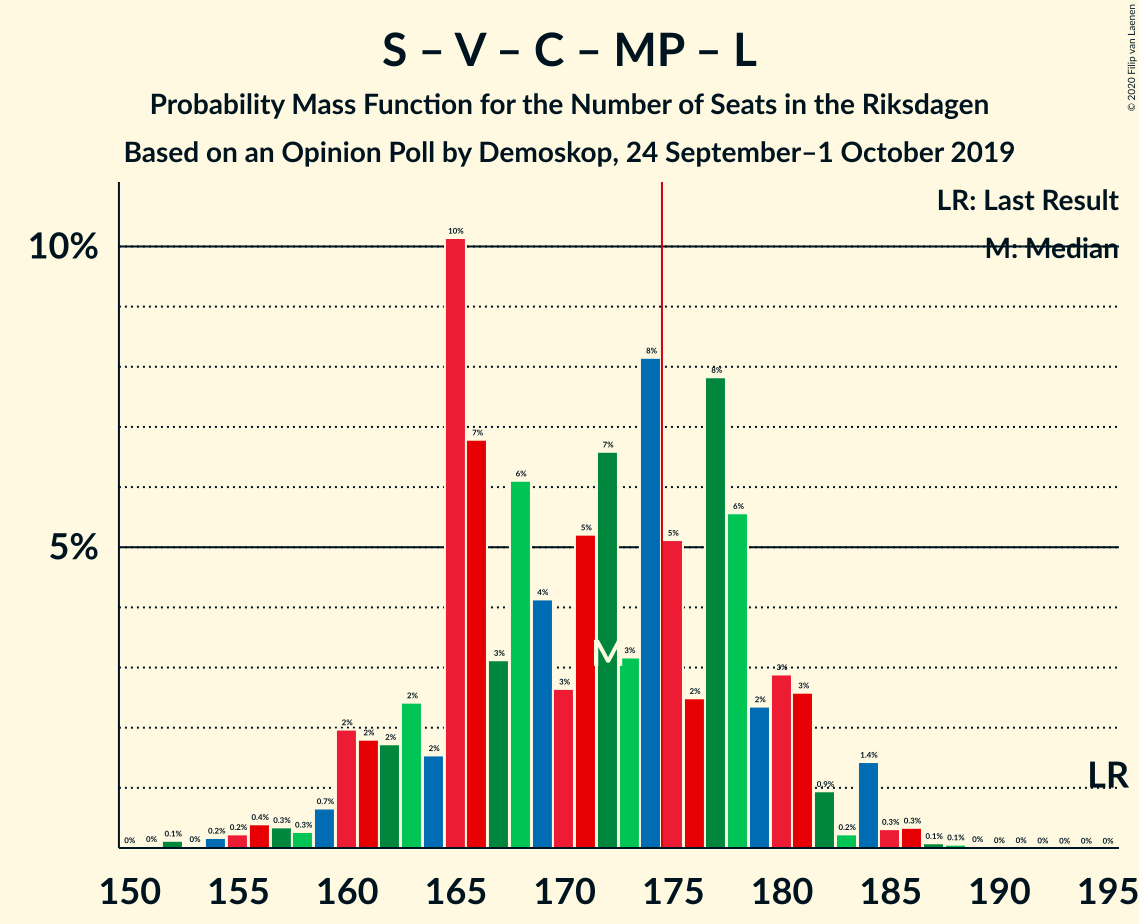 S – V – C – MP – L
Probability Mass Function for the Number of Seats in the Riksdagen
Based on an Opinion Poll by Demoskop, 24 September–1 October 2019
© 2020 Filip van Laenen
LR: Last Result
M: Median
10%
5%
0% 0% 0.1% 0% 0.2% 0.2% 0.4% 0.3% 0.3% 0.7% 2% 2% 2% 2% 2% 10% 7% 3% 6% 4% 3% 5% 7% 3% 8% 5% 2% 8% 6% 2% 3% 3% 0.9% 0.2% 1.4% 0.3% 0.3% 0.1% 0.1% 0% 0% 0% 0% 0% 0% 0%
M
LR
150 155 160 165 170 175 180 185 190 195